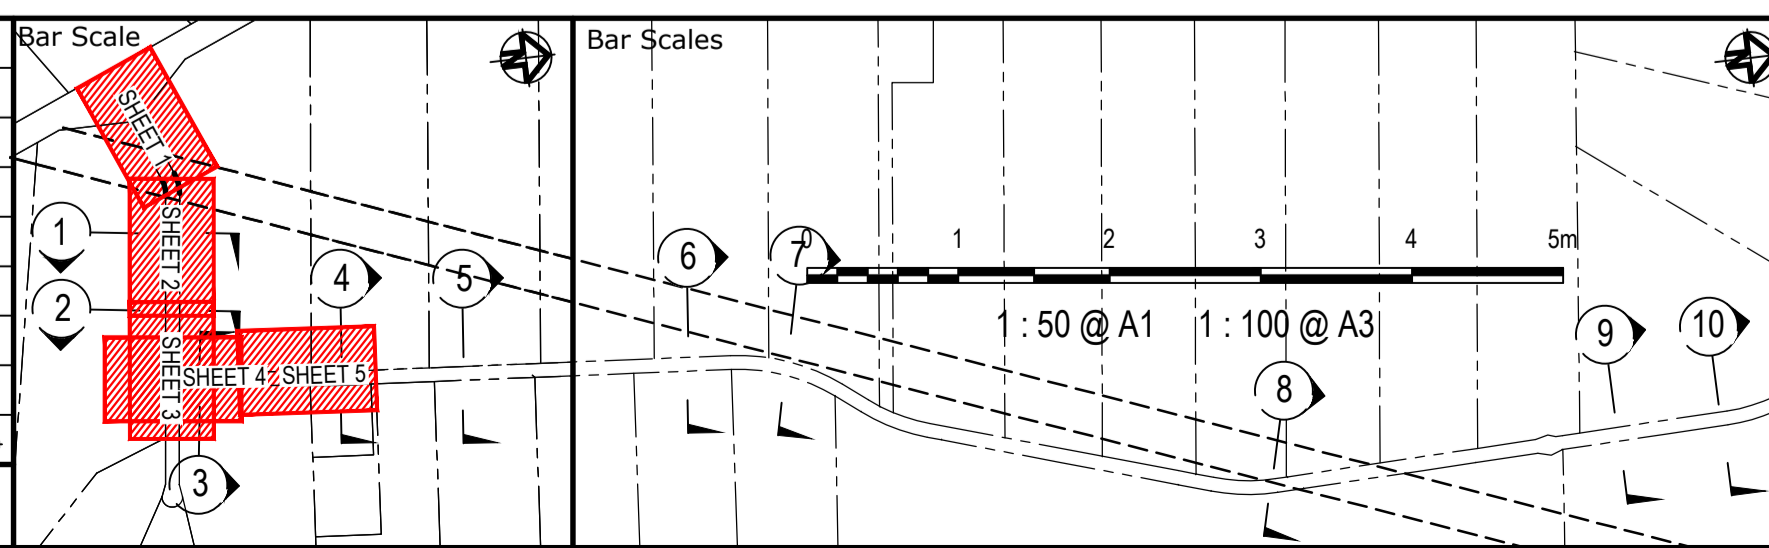 Bar Scale
N
Bar Scales
N
SHEET 1
SHEET 2
SHEET 3
SHEET 4
SHEET 5
1
2
3
4
5
6
7
0
1
2
3
4
5m
1 : 50 @ A1
1 : 100 @ A3
8
9
10